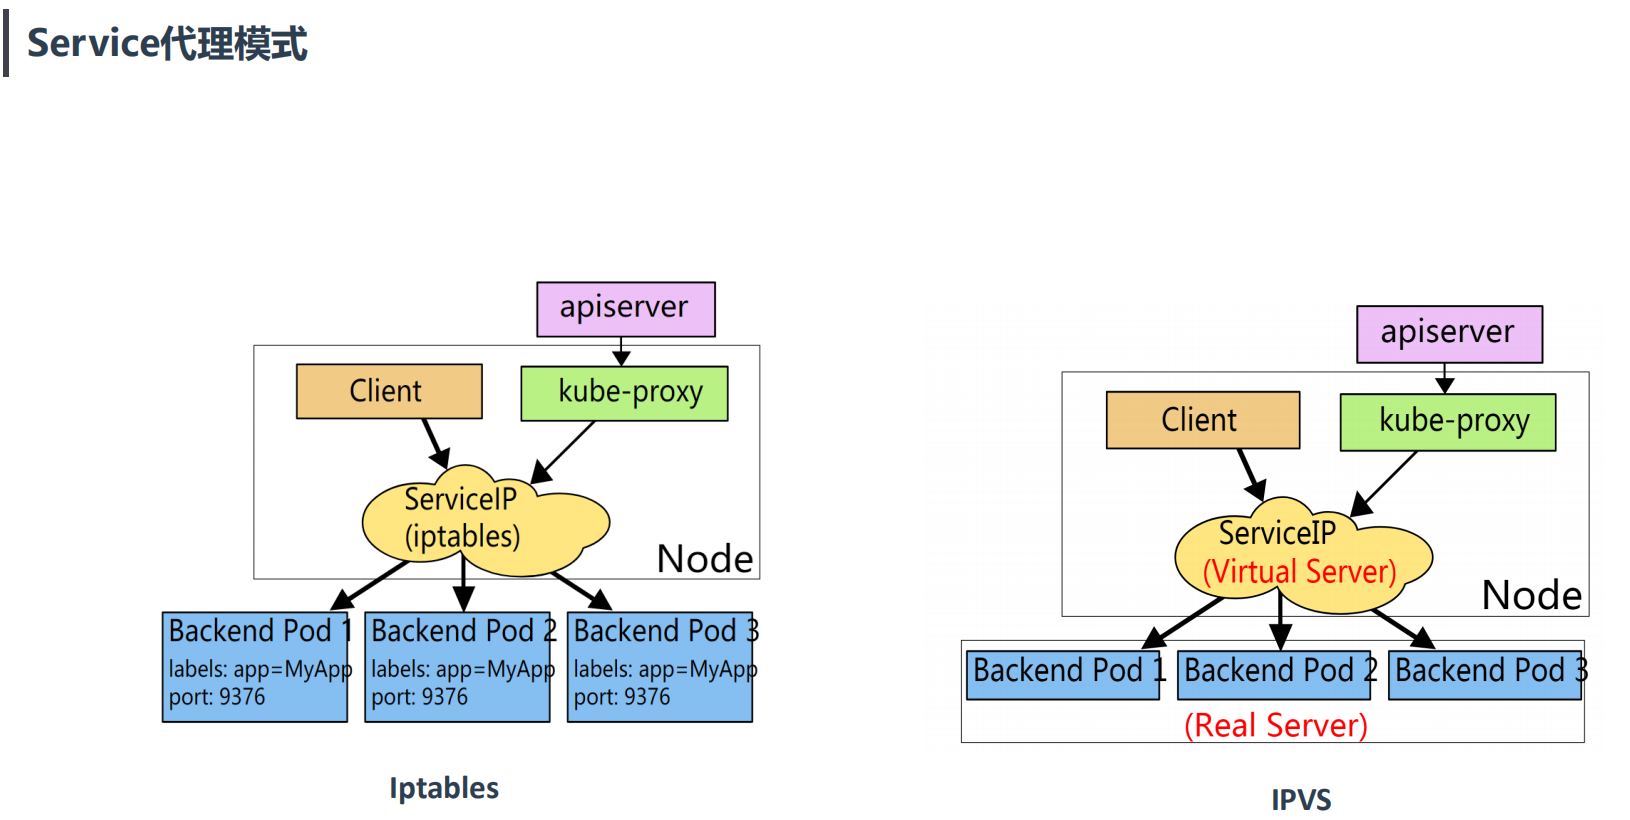 Service代理模式
apiserver
Client
kube-proxy
ServiceIP
(iptables)
Node
Backend Pod 1
labels: app=MyApp
port: 9376
Backend Pod 2
labels: app=MyApp
port: 9376
Backend Pod 3
labels: app=MyApp
port: 9376
Iptables
apiserver
Client
kube-proxy
ServiceIP
(Virtual Server)
Node
Backend Pod 1
Backend Pod 2
Backend Pod 3
(Real Server)
IPVS